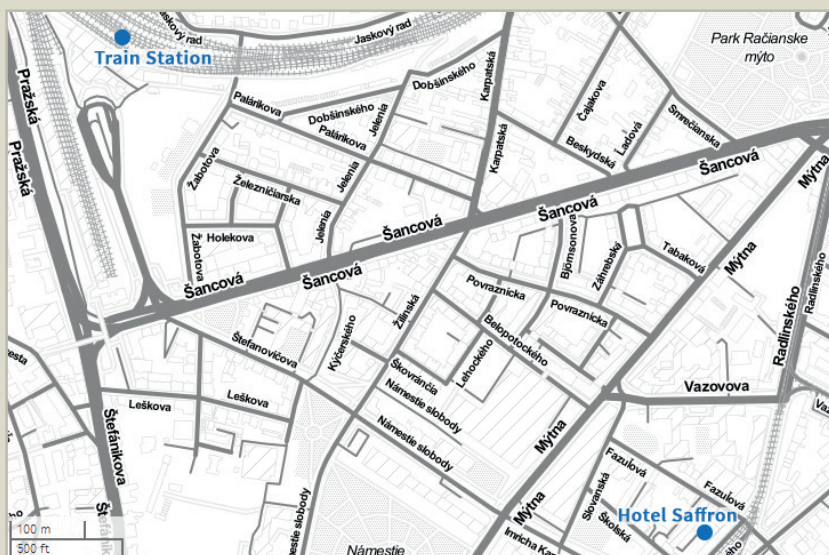 Jaskový rad
Jaskový rad
Train Station
Park Račianske
mýto
Pražská
Pražská
Karpatská
Karpatská
Dobšinského
Dobšinského
Palárikova
Palárikova
Jelenia
Jelenia
Jelenia
Čajakova
Ladová
Smrečianska
Beskydská
Žabotova
Žabotova
Železničiarska
Holekova
Šancová
Šancová
Šancová
Šancová
Šancová
Mýtna
Mýtna
Mýtna
Mýtna
Björnsonova
Záhrebská
Tabaková
Radlinského
Radlinského
Povraznícka
Povraznícka
Belopotockého
Žilinská
Kýčerského
Štefanovičova
Škovránčia
Lehockého
Námestie slobody
Námestie slobody
Leškova
Leškova
Vazovova
Štefánikova
Fazuľová
Fazuľová
Slovanská
Školská
Hotel Saffron
Námestie
100 m
500 ft